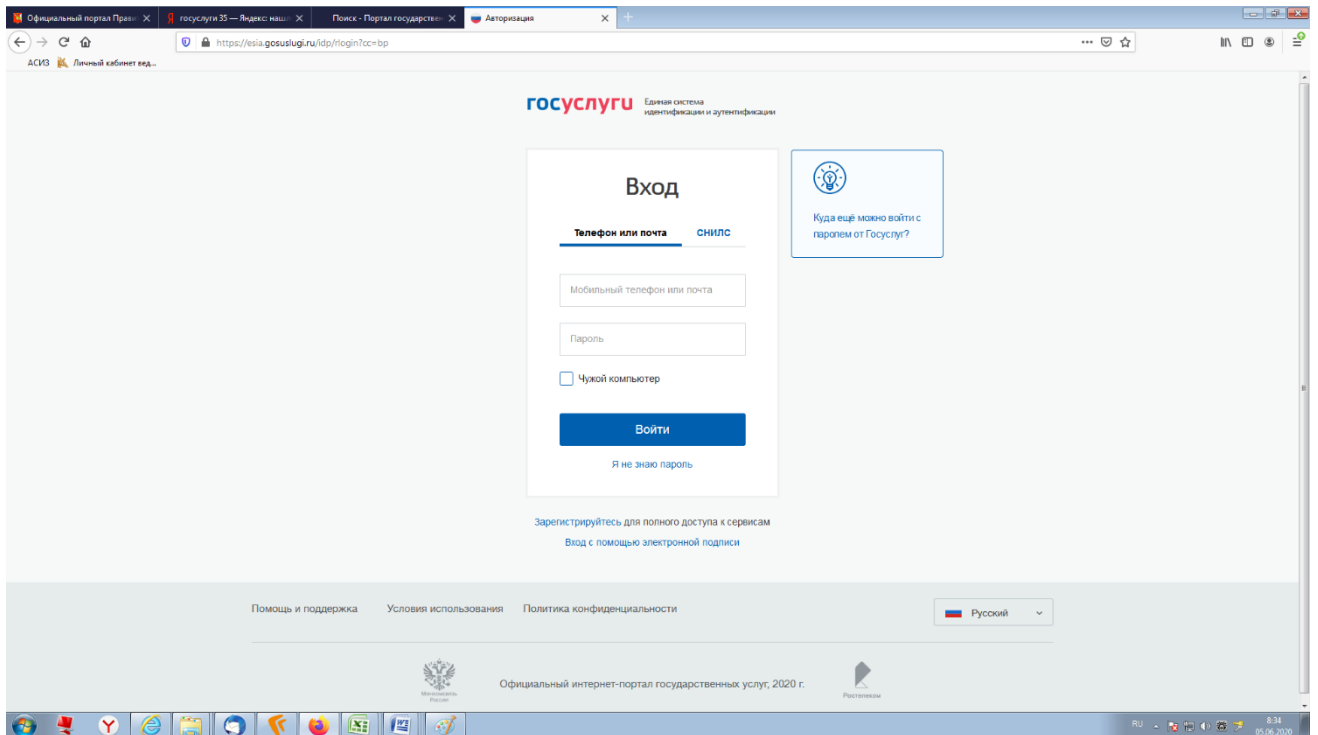 Официальный портал Прави
госуслуги 35 — Яндекс: нашл
Поиск - Портал государствен
Авторизация
https://esia.gosuslugi.ru/idp/rlogin?cc=bp
АСИЗ
Личный кабинет вед...
госуслуги
Единая система
идентификации и аутентификации
Вход
Телефон или почта
СНИЛС
Мобильный телефон или почта
Пароль
Чужой компьютер
Войти
Я не знаю пароль
Куда ещё можно войти с
паролем от Госуслуг?
Зарегистрируйтесь для полного доступа к сервисам
Вход с помощью электронной подписи
Помощь и поддержка
Условия использования
Политика конфиденциальности
Русский
Минкомсвязь
России
Официальный интернет-портал государственных услуг, 2020 г.
Ростелеком
RU
8:34
05.06.2020